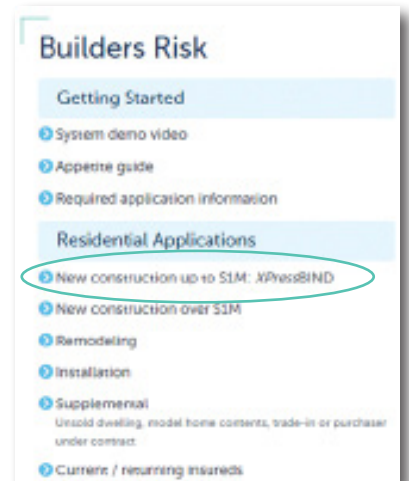 Builders Risk
Getting Started
System demo video
Appetite guide
Required application information
Residential Applications
New construction up to $1M: XPressBIND
New construction over $1M
Remodeling
Installation
Supplemental
Unsold dwelling, model home contents, trade-in or purchaser
under contract
Current / returning insureds